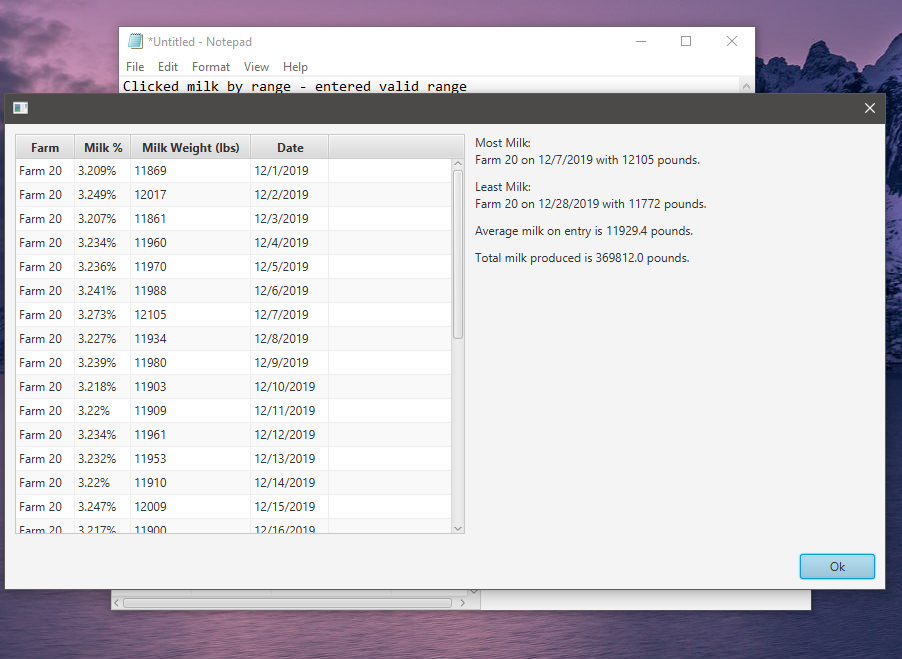 *Untitled - Notepad
File Edit Format View Help
Clicked milk by range - entered valid range
Farm Milk % Milk Weight (lbs) Date
Farm 20 3.209% 11869 12/1/2019
Farm 20 3.249% 12017 12/2/2019
Farm 20 3.207% 11861 12/3/2019
Farm 20 3.234% 11960 12/4/2019
Farm 20 3.236% 11970 12/5/2019
Farm 20 3.241% 11988 12/6/2019
Farm 20 3.273% 12105 12/7/2019
Farm 20 3.227% 11934 12/8/2019
Farm 20 3.239% 11980 12/9/2019
Farm 20 3.218% 11903 12/10/2019
Farm 20 3.22% 11909 12/11/2019
Farm 20 3.234% 11961 12/12/2019
Farm 20 3.232% 11953 12/13/2019
Farm 20 3.22% 11910 12/14/2019
Farm 20 3.247% 12009 12/15/2019
Farm 20 3.217% 11900 12/16/2019
Most Milk:
Farm 20 on 12/7/2019 with 12105 pounds.
Least Milk:
Farm 20 on 12/28/2019 with 11772 pounds.
Average milk on entry is 11929.4 pounds.
Total milk produced is 369812.0 pounds.
Ok